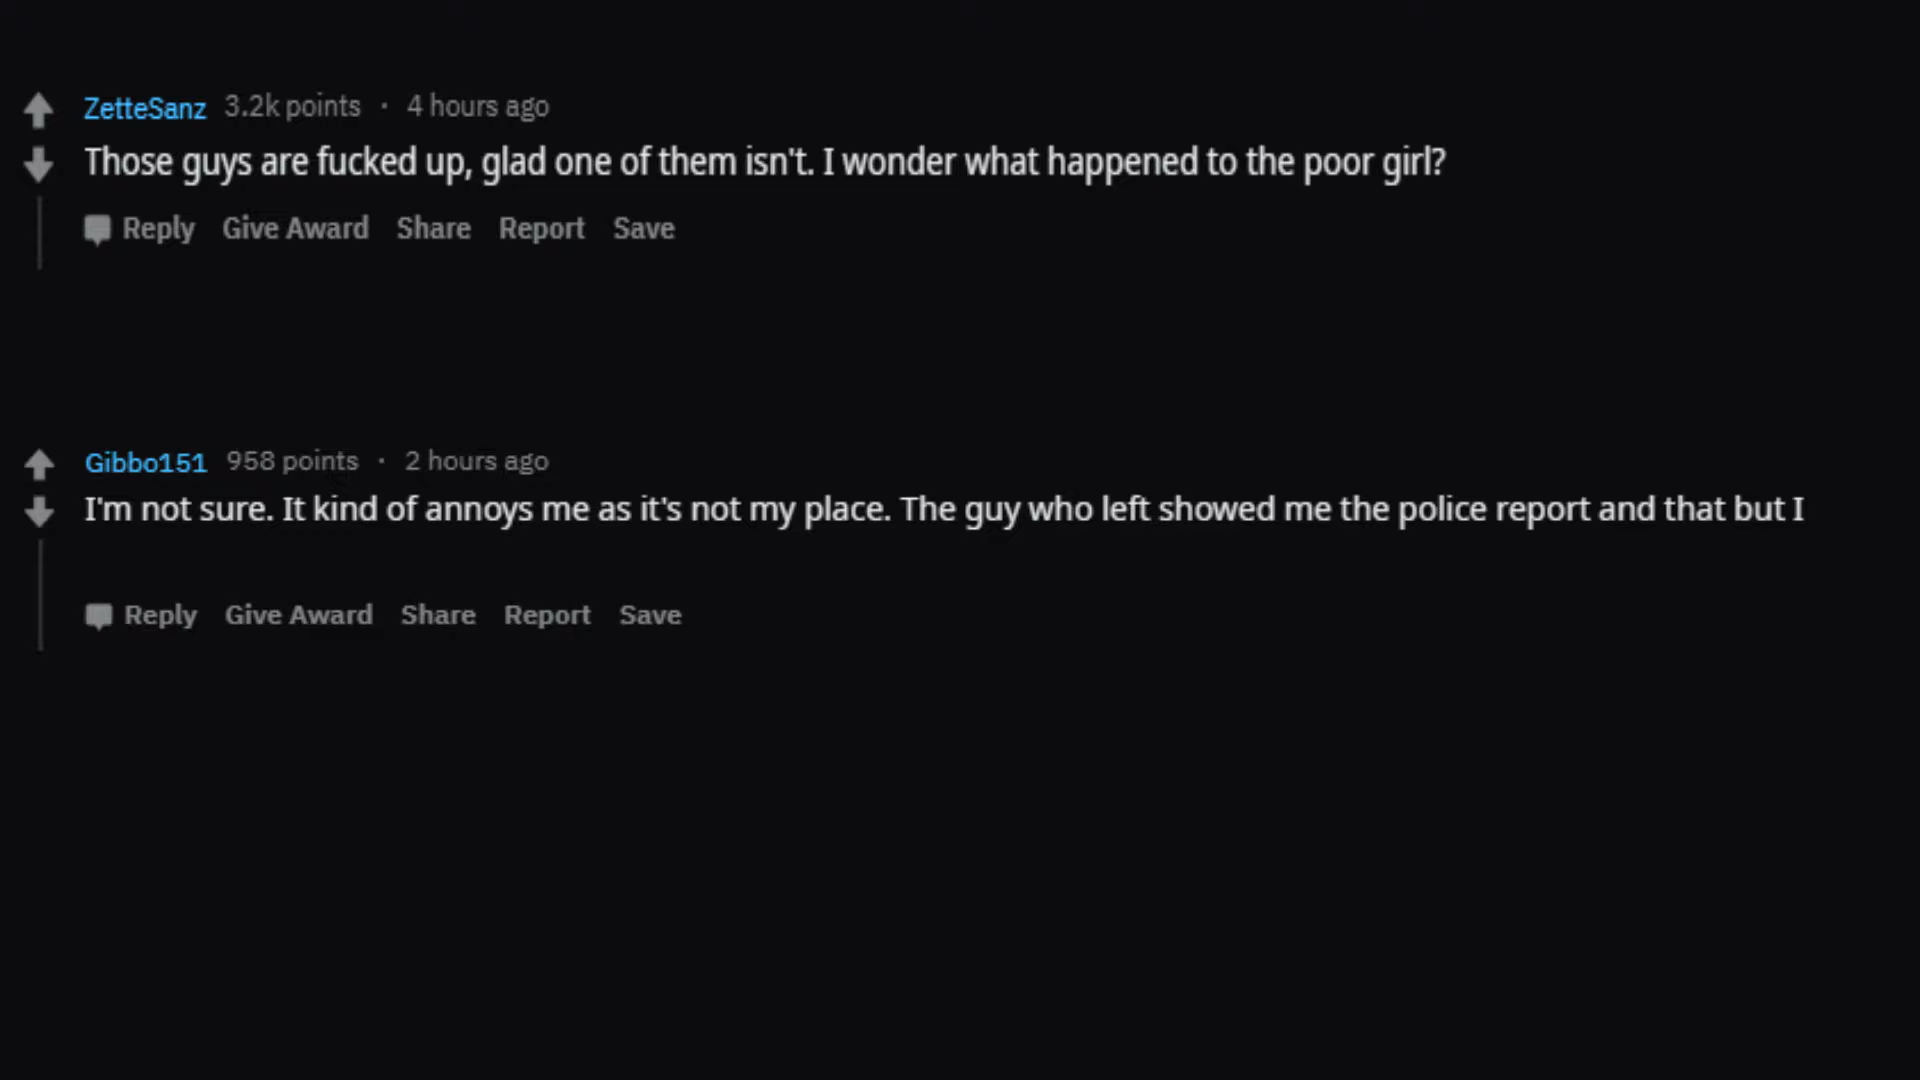 ZetteSanz 3.2k points · 4 hours ago
Those guys are fucked up, glad one of them isn't. I wonder what happened to the poor girl?
Reply Give Award Share Report Save
Gibbo151 958 points · 2 hours ago
I'm not sure. It kind of annoys me as it's not my place. The guy who left showed me the police report and that but I
Reply Give Award Share Report Save